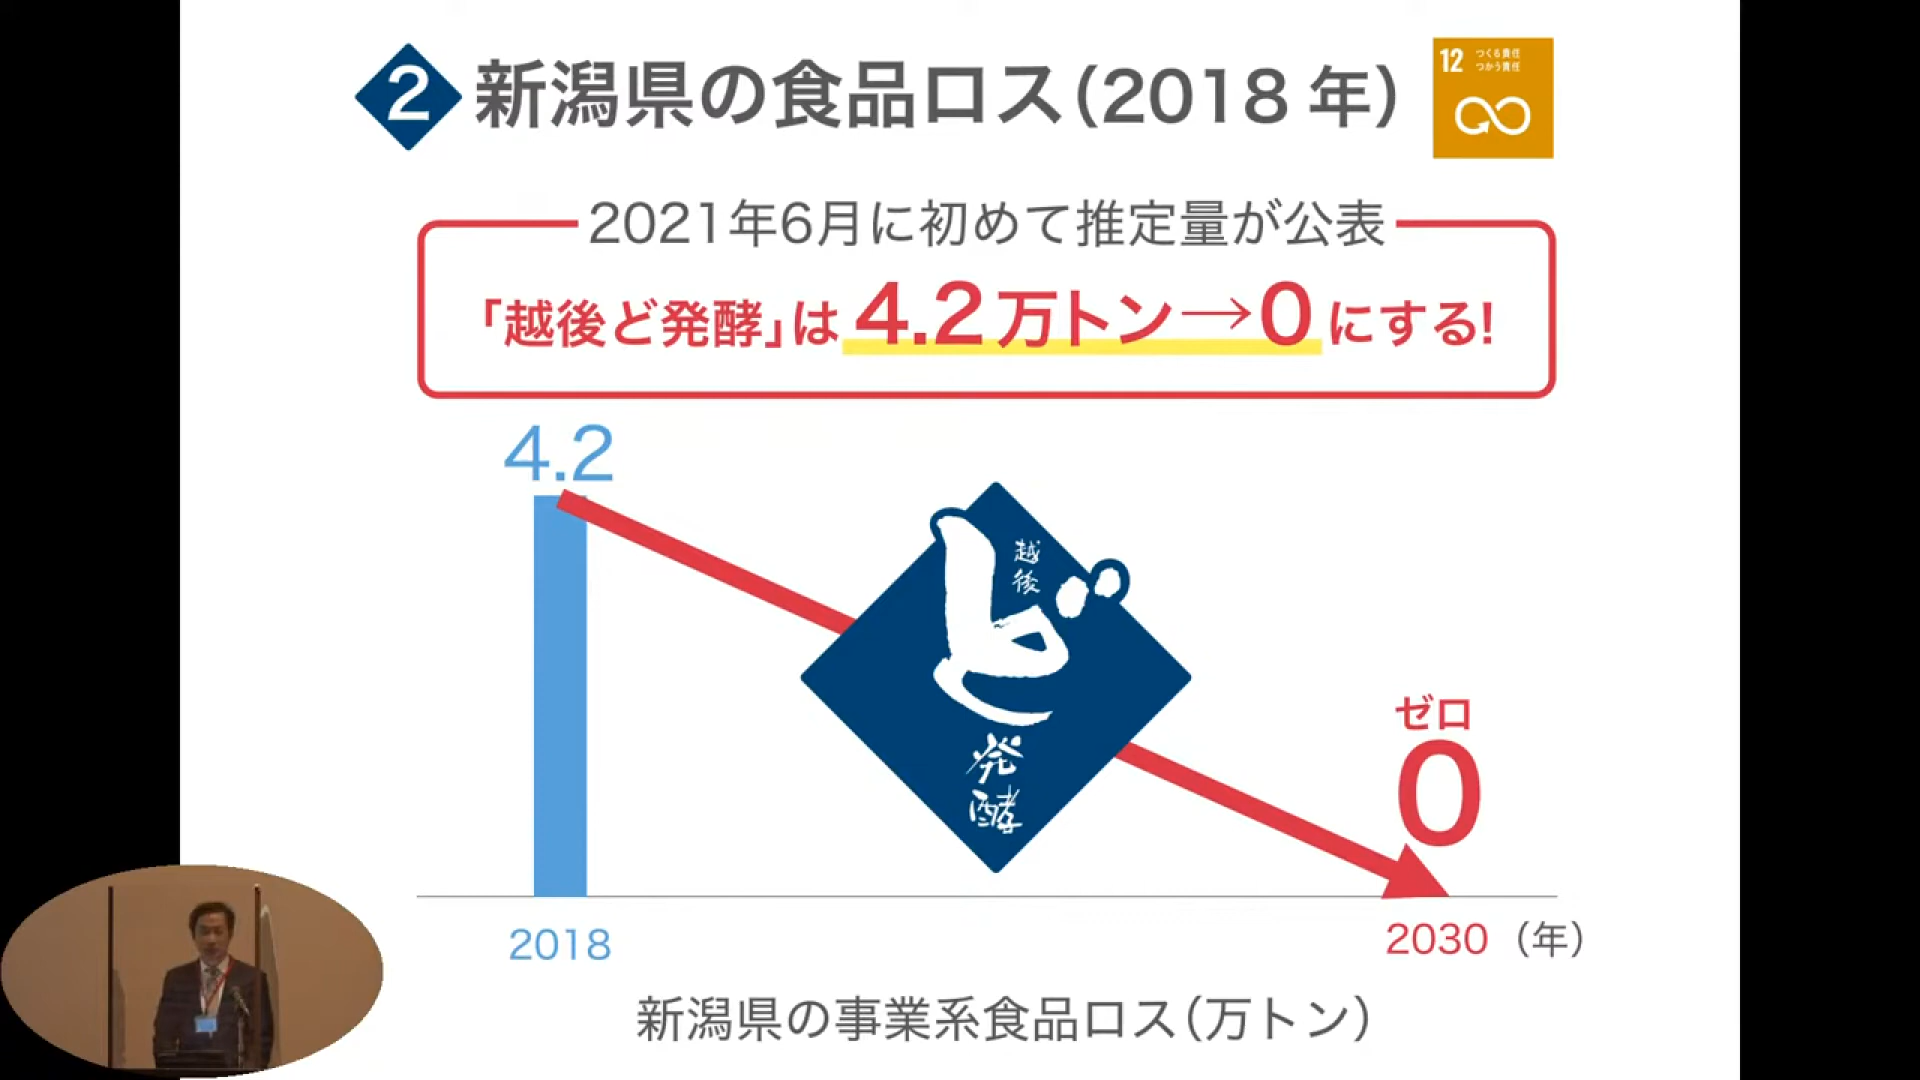 2 新潟県の食品ロス(2018 年)
12 つくる責任
つかう責任
2021年6月に初めて推定量が公表
「越後ど発酵」は 4.2 万トン→0 にする!
4.2
越後
ど
発酵
ゼロ
0
2018
2030 (年)
新潟県の事業系食品ロス(万トン)